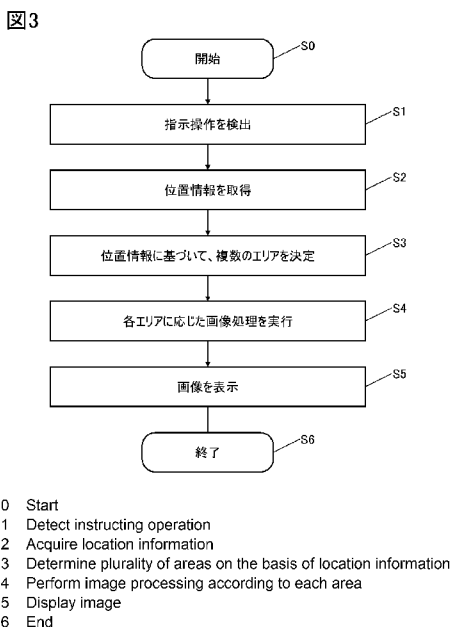 図3
開始
S0
指示操作を検出
S1
位置情報を取得
S2
位置情報に基づいて、複数のエリアを決定
S3
各エリアに応じた画像処理を実行
S4
画像を表示
S5
終了
S6
0 Start
1 Detect instructing operation
2 Acquire location information
3 Determine plurality of areas on the basis of location information
4 Perform image processing according to each area
5 Display image
6 End